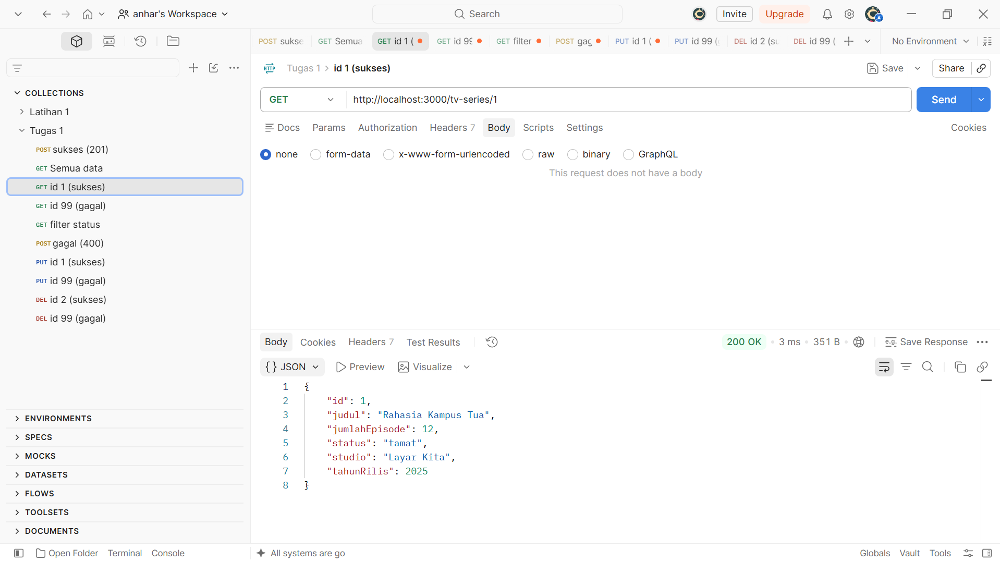 anhar's Workspace
Search
Invite
Upgrade
POST sukse
GET Semua
GET id 1 (
GET id 99
GET filter
POST gag
PUT id 1 (
PUT id 99 (
DEL id 2 (su
DEL id 99 (
No Environment
COLLECTIONS
Latihan 1
Tugas 1
POST sukses (201)
GET Semua data
GET id 1 (sukses)
GET id 99 (gagal)
GET filter status
POST gagal (400)
PUT id 1 (sukses)
PUT id 99 (gagal)
DEL id 2 (sukses)
DEL id 99 (gagal)
ENVIRONMENTS
SPECS
MOCKS
DATASETS
FLOWS
TOOLSETS
DOCUMENTS
HTTP Tugas 1 > id 1 (sukses)
Save
Share
GET http://localhost:3000/tv-series/1
Send
Docs Params Authorization Headers 7 Body Scripts Settings Cookies
none form-data x-www-form-urlencoded raw binary GraphQL
This request does not have a body
Body Cookies Headers 7 Test Results
200 OK • 3 ms • 351 B
e.g. Save Response
{} JSON Preview Visualize
1 {
2 "id": 1,
3 "judul": "Rahasia Kampus Tua",
4 "jumlahEpisode": 12,
5 "status": "tamat",
6 "studio": "Layar Kita",
7 "tahunRilis": 2025
8 }
Open Folder Terminal Console
All systems are go
Globals Vault Tools